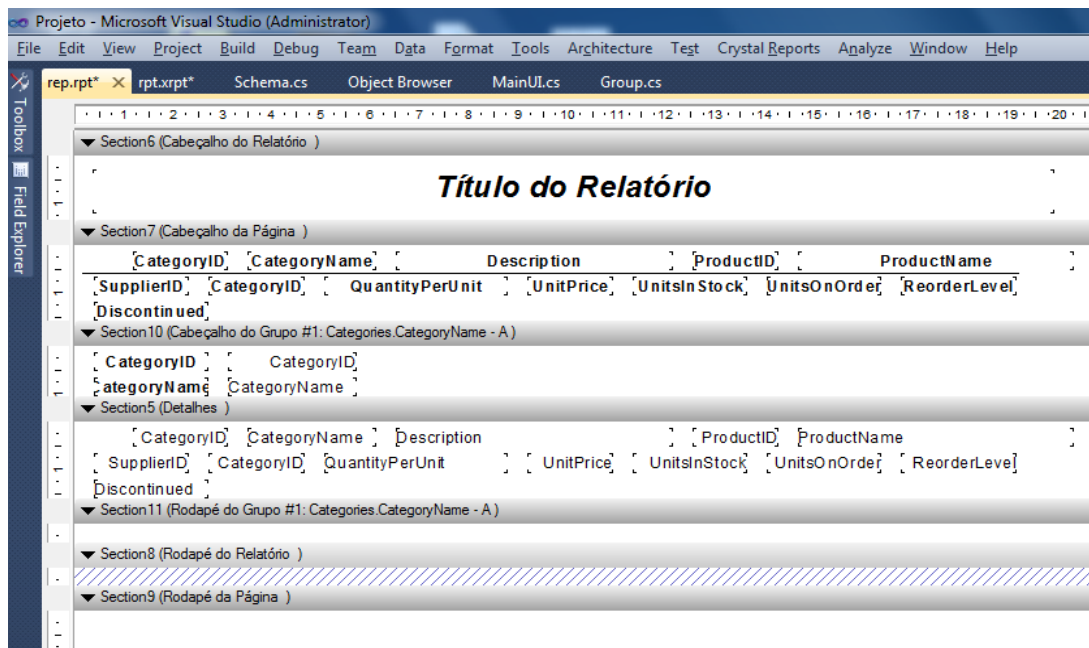 Projeto - Microsoft Visual Studio (Administrator)
File Edit View Project Build Debug Team Data Format Tools Architecture Test Crystal Reports Analyze Window Help
rep.rpt* rpt.xrpt* Schema.cs Object Browser MainUI.cs Group.cs
Toolbox
Field Explorer
1 2 3 4 5 6 7 8 9 10 11 12 13 14 15 16 17 18 19 20
Section6 (Cabeçalho do Relatório )
Título do Relatório
Section7 (Cabeçalho da Página )
CategoryID CategoryName Description ProductID ProductName
SupplierID CategoryID QuantityPerUnit UnitPrice UnitsInStock UnitsOnOrder ReorderLevel
Discontinued
Section10 (Cabeçalho do Grupo #1: Categories.CategoryName - A )
CategoryID CategoryID
ategoryName CategoryName
Section5 (Detalhes )
CategoryID CategoryName Description ProductID ProductName
SupplierID CategoryID QuantityPerUnit UnitPrice UnitsInStock UnitsOnOrder ReorderLevel
Discontinued
Section11 (Rodapé do Grupo #1: Categories.CategoryName - A )
Section8 (Rodapé do Relatório )
Section9 (Rodapé da Página )